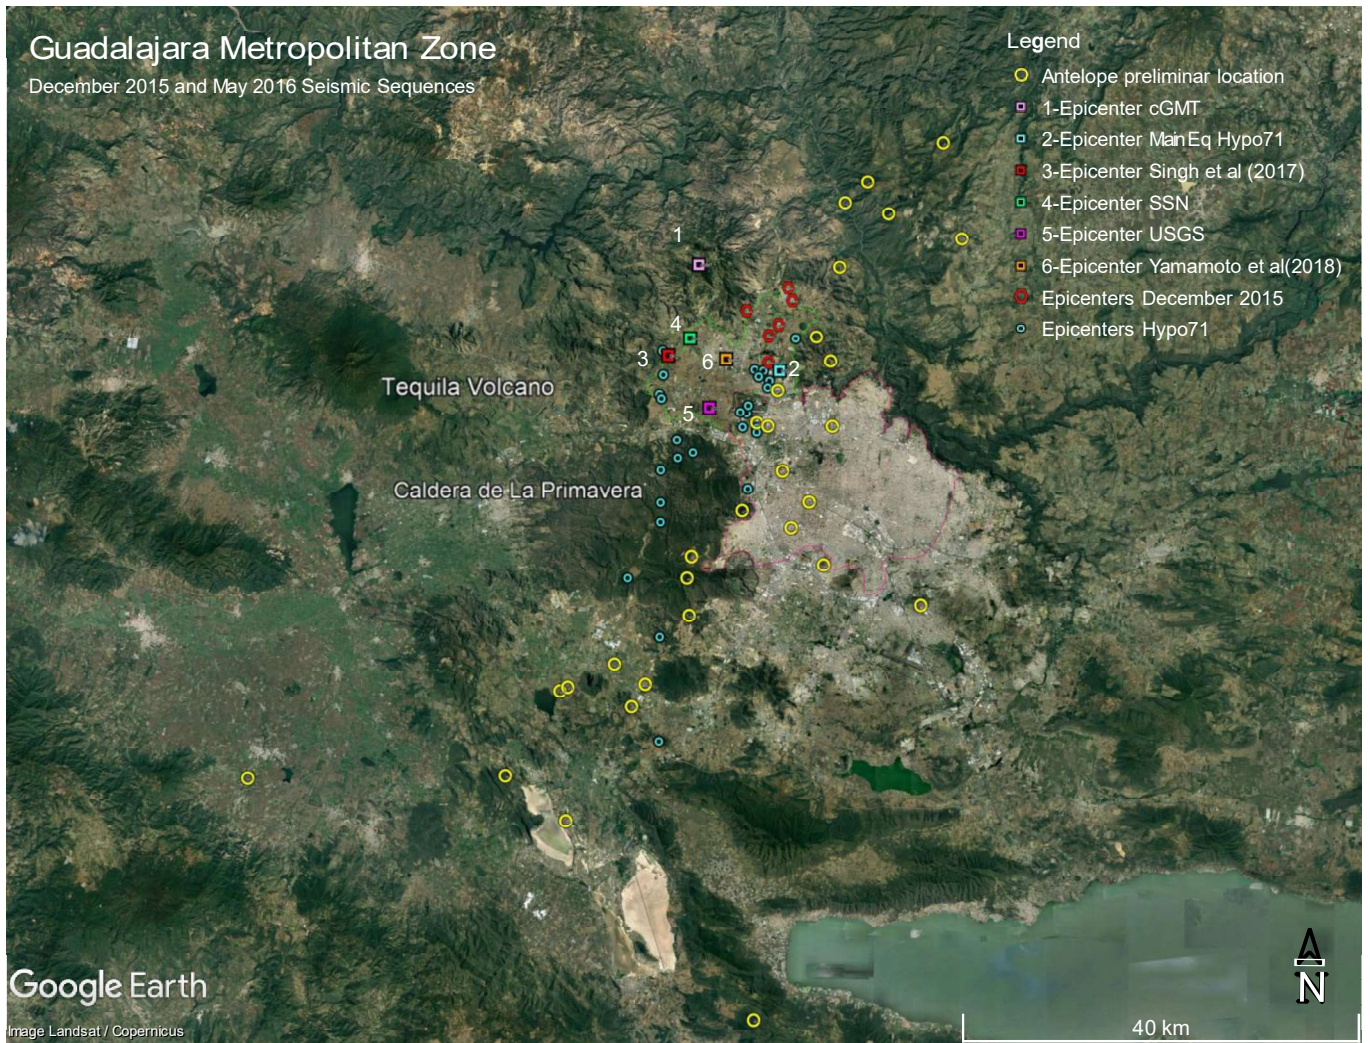 Guadalajara Metropolitan Zone
December 2015 and May 2016 Seismic Sequences
Legend
Antelope preliminar location
1-Epicenter cGMT
2-Epicenter MainEq Hypo71
3-Epicenter Singh et al (2017)
4-Epicenter SSN
5-Epicenter USGS
6-Epicenter Yamamoto et al(2018)
Epicenters December 2015
Epicenters Hypo71
1
4
3
6
2
5
Tequila Volcano
Caldera de La Primavera
N
Google Earth
Image Landsat / Copernicus
40 km